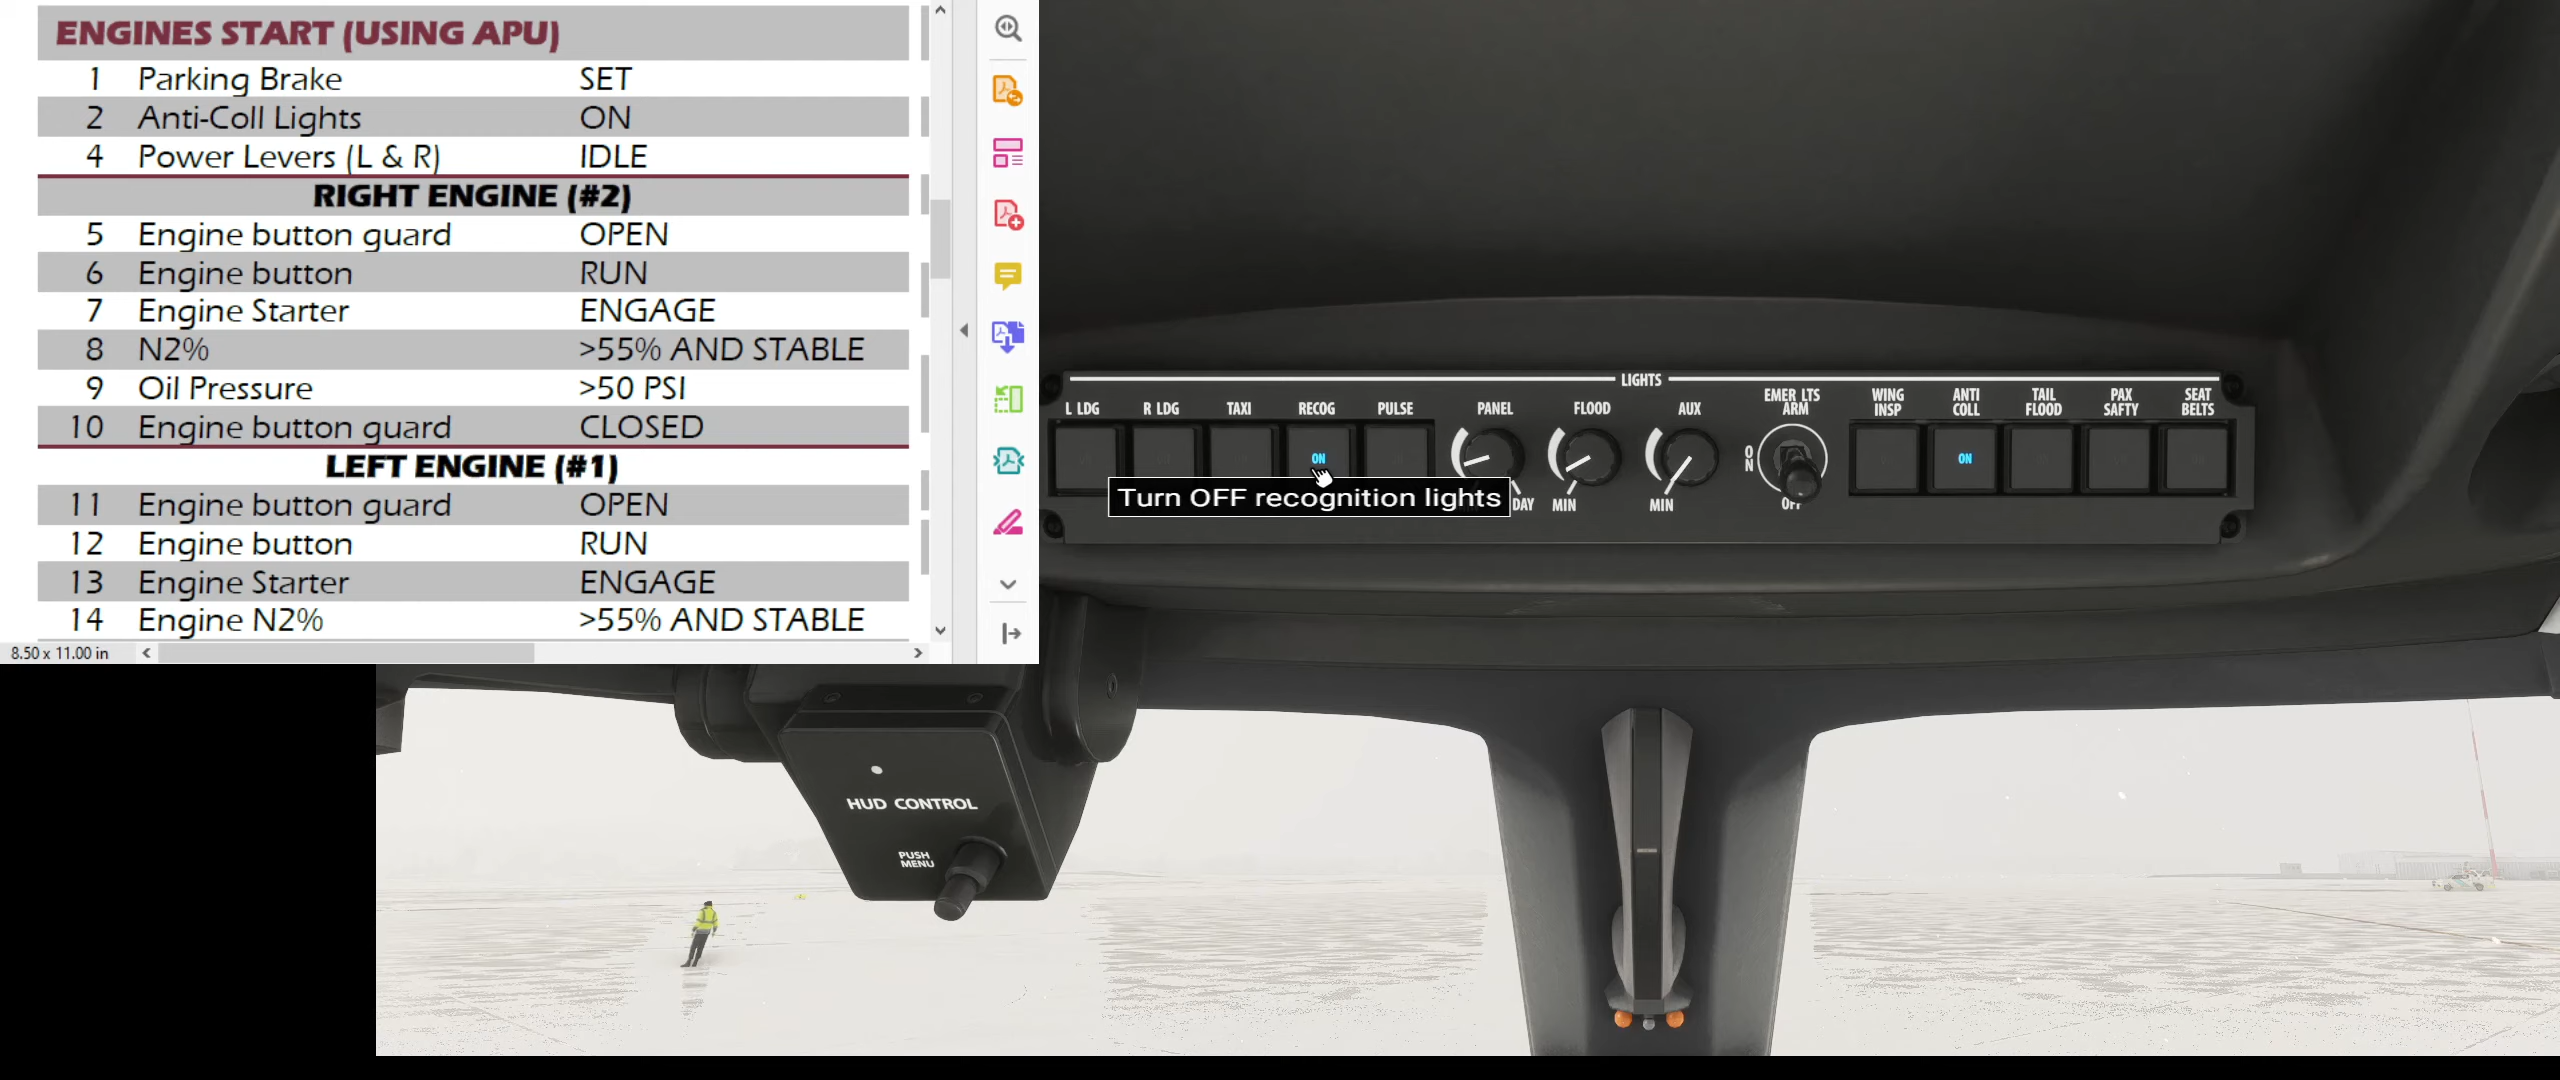 ENGINES START (USING APU)
1 Parking Brake SET
2 Anti-Coll Lights ON
4 Power Levers (L & R) IDLE
RIGHT ENGINE (#2)
5 Engine button guard OPEN
6 Engine button RUN
7 Engine Starter ENGAGE
8 N2% >55% AND STABLE
9 Oil Pressure >50 PSI
10 Engine button guard CLOSED
LEFT ENGINE (#1)
11 Engine button guard OPEN
12 Engine button RUN
13 Engine Starter ENGAGE
14 Engine N2% >55% AND STABLE
8.50 x 11.00 in
LIGHTS
L LDG
R LDG
TAXI
RECOG
PULSE
PANEL
FLOOD
AUX
EMER LTS
ARM
WING
INSP
ANTI
COLL
TAIL
FLOOD
PAX
SAFTY
SEAT
BELTS
ON
ON
ON
Turn OFF recognition lights
DAY
MIN
MIN
OFF
HUD CONTROL
PUSH
MENU